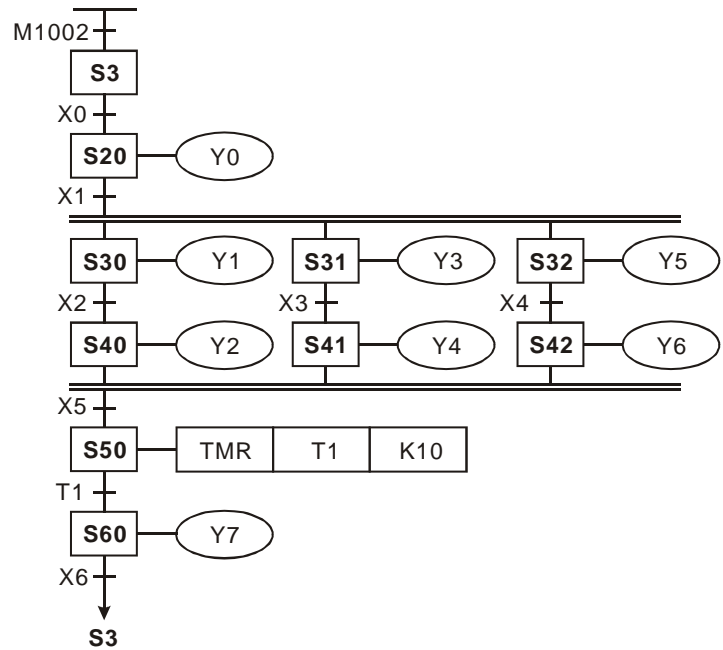 M1002
S3
X0
S20 Y0
X1
S30 Y1 S31 Y3 S32 Y5
X2 X3 X4
S40 Y2 S41 Y4 S42 Y6
X5
S50 TMR T1 K10
T1
S60 Y7
X6
S3